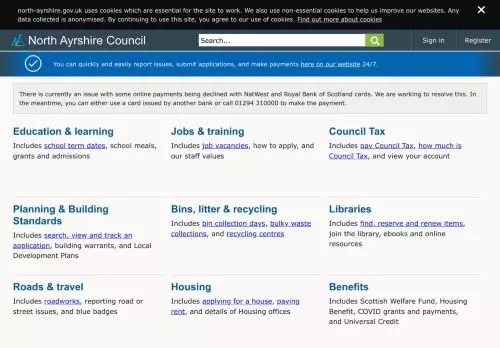 north-ayrshire.gov.uk uses cookies which are essential for the site to work. We also use non-essential cookies to help us improve our websites. Any
data collected is anonymised. By continuing to use this site, you agree to our use of cookies. Find out more about cookies
North Ayrshire Council
Search...
Sign in
Register
You can quickly and easily report issues, submit applications, and make payments here on our website 24/7.
There is currently an issue with some online payments being declined with NatWest and Royal Bank of Scotland cards. We are working to resolve this. In
the meantime, you can either use a card issued by another bank or call 01294 310000 to make the payment.
Education & learning
Includes school term dates, school meals,
grants and admissions
Jobs & training
Includes job vacancies, how to apply, and
our staff values
Council Tax
Includes pay Council Tax, how much is
Council Tax, and view your account
Planning & Building
Standards
Includes search, view and track an
application, building warrants, and Local
Development Plans
Bins, litter & recycling
Includes bin collection days, bulky waste
collections, and recycling centres
Libraries
Includes find, reserve and renew items,
join the library, ebooks and online
resources
Roads & travel
Includes roadworks, reporting road or
street issues, and blue badges
Housing
Includes applying for a house, paying
rent, and details of Housing offices
Benefits
Includes Scottish Welfare Fund, Housing
Benefit, COVID grants and payments,
and Universal Credit